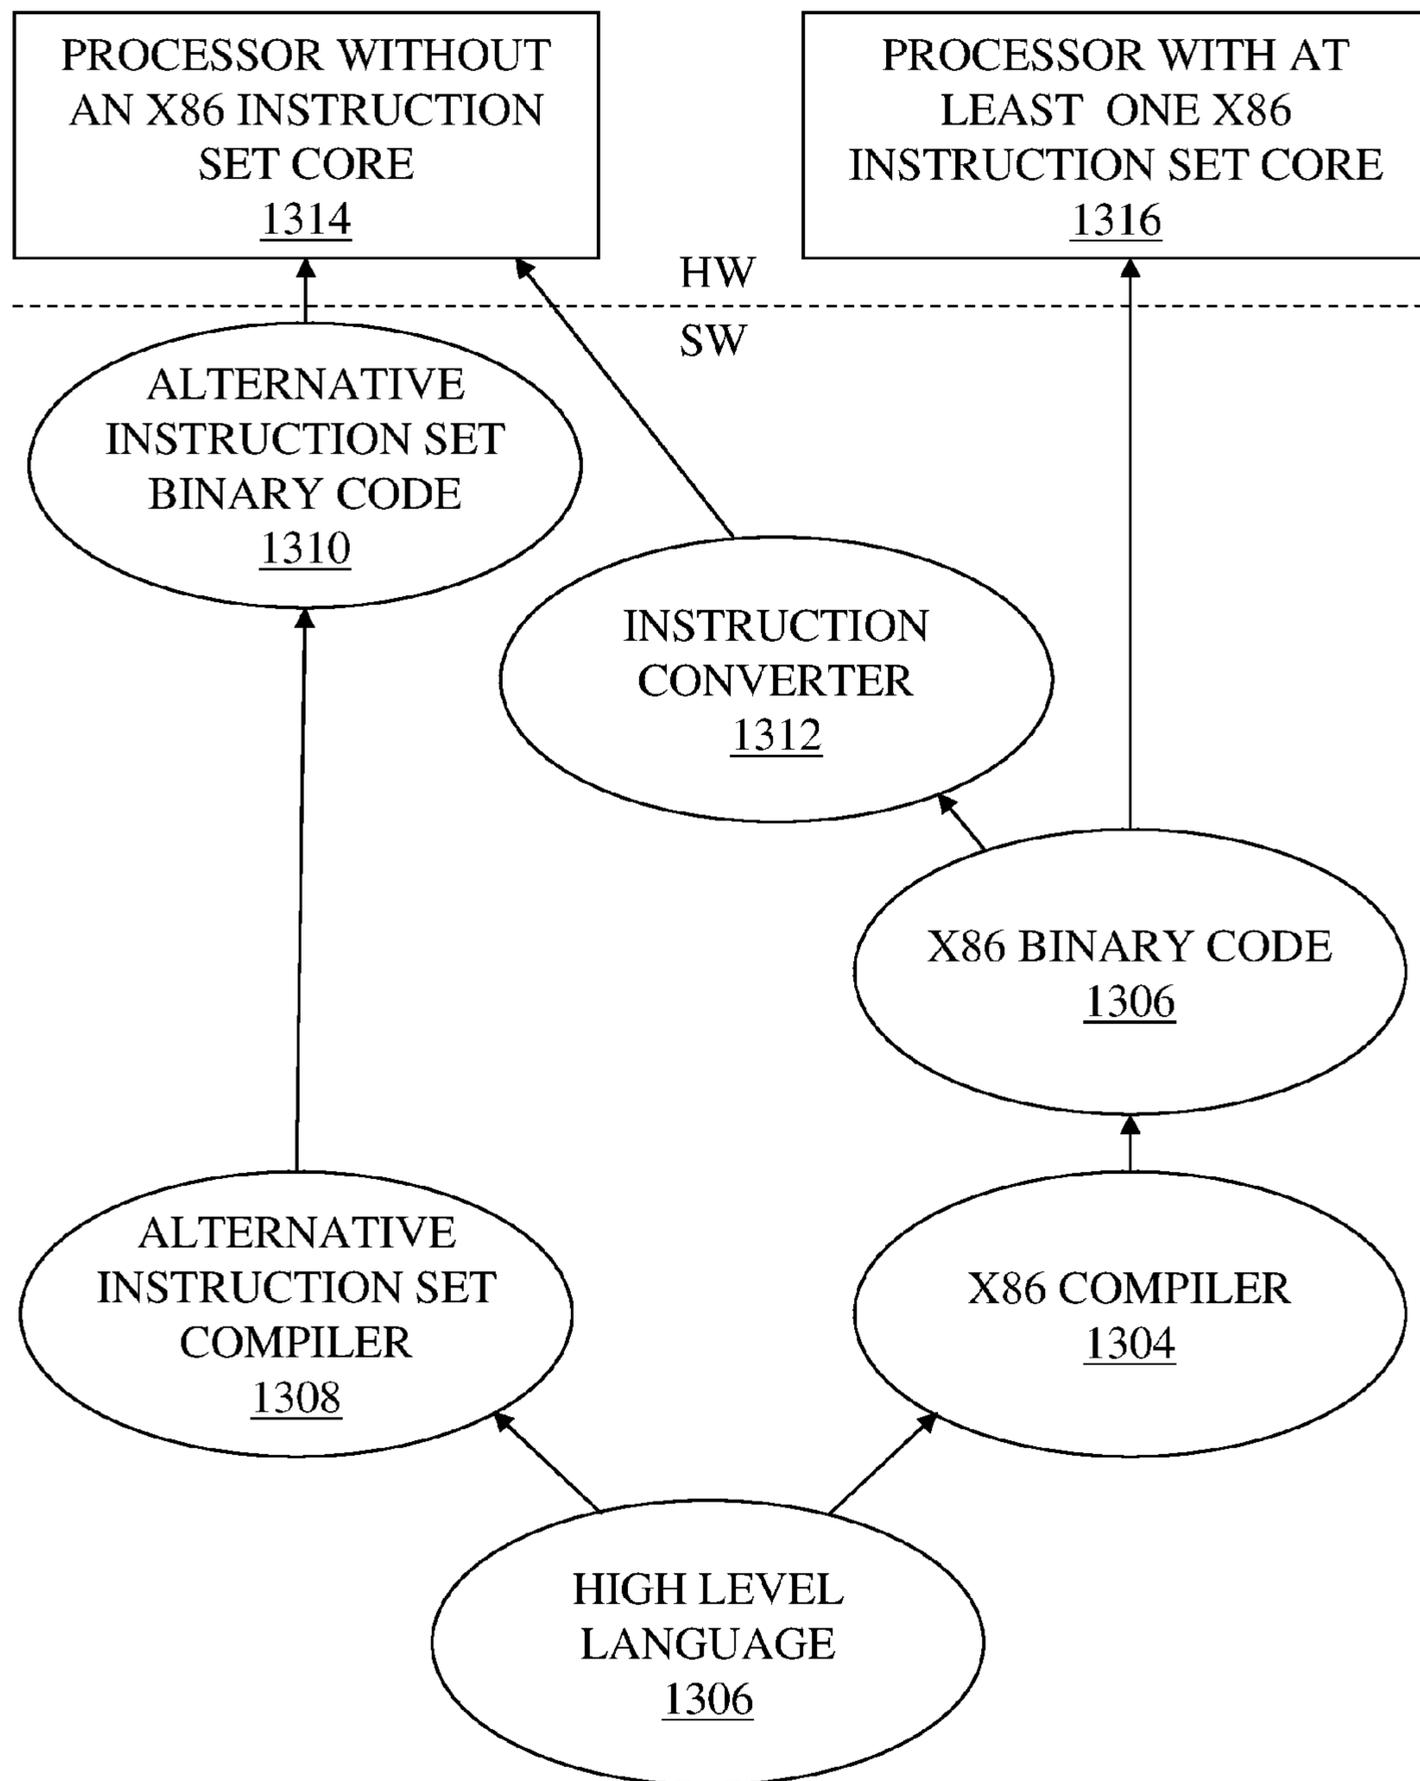 PROCESSOR WITHOUT
AN X86 INSTRUCTION
SET CORE
1314
PROCESSOR WITH AT
LEAST ONE X86
INSTRUCTION SET CORE
1316
HW
SW
ALTERNATIVE
INSTRUCTION SET
BINARY CODE
1310
INSTRUCTION
CONVERTER
1312
X86 BINARY CODE
1306
ALTERNATIVE
INSTRUCTION SET
COMPILER
1308
X86 COMPILER
1304
HIGH LEVEL
LANGUAGE
1306